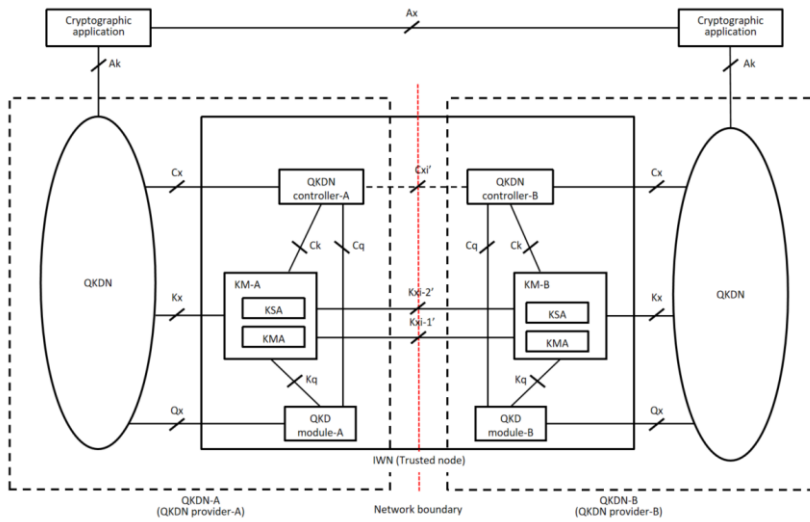 Cryptographic
application
Ax
Cryptographic
application
Ak
Ak
Cx
QKDN
controller-A
Cxi’
QKDN
controller-B
Cx
Ck
Cq
Cq
Ck
QKDN
KM-A
KM-B
QKDN
Kx
KSA
Kxi-2’
KSA
Kx
KMA
Kxi-1’
KMA
Kq
Kq
Qx
QKD
module-A
QKD
module-B
Qx
IWN (Trusted node)
QKDN-A
(QKDN provider-A)
Network boundary
QKDN-B
(QKDN provider-B)